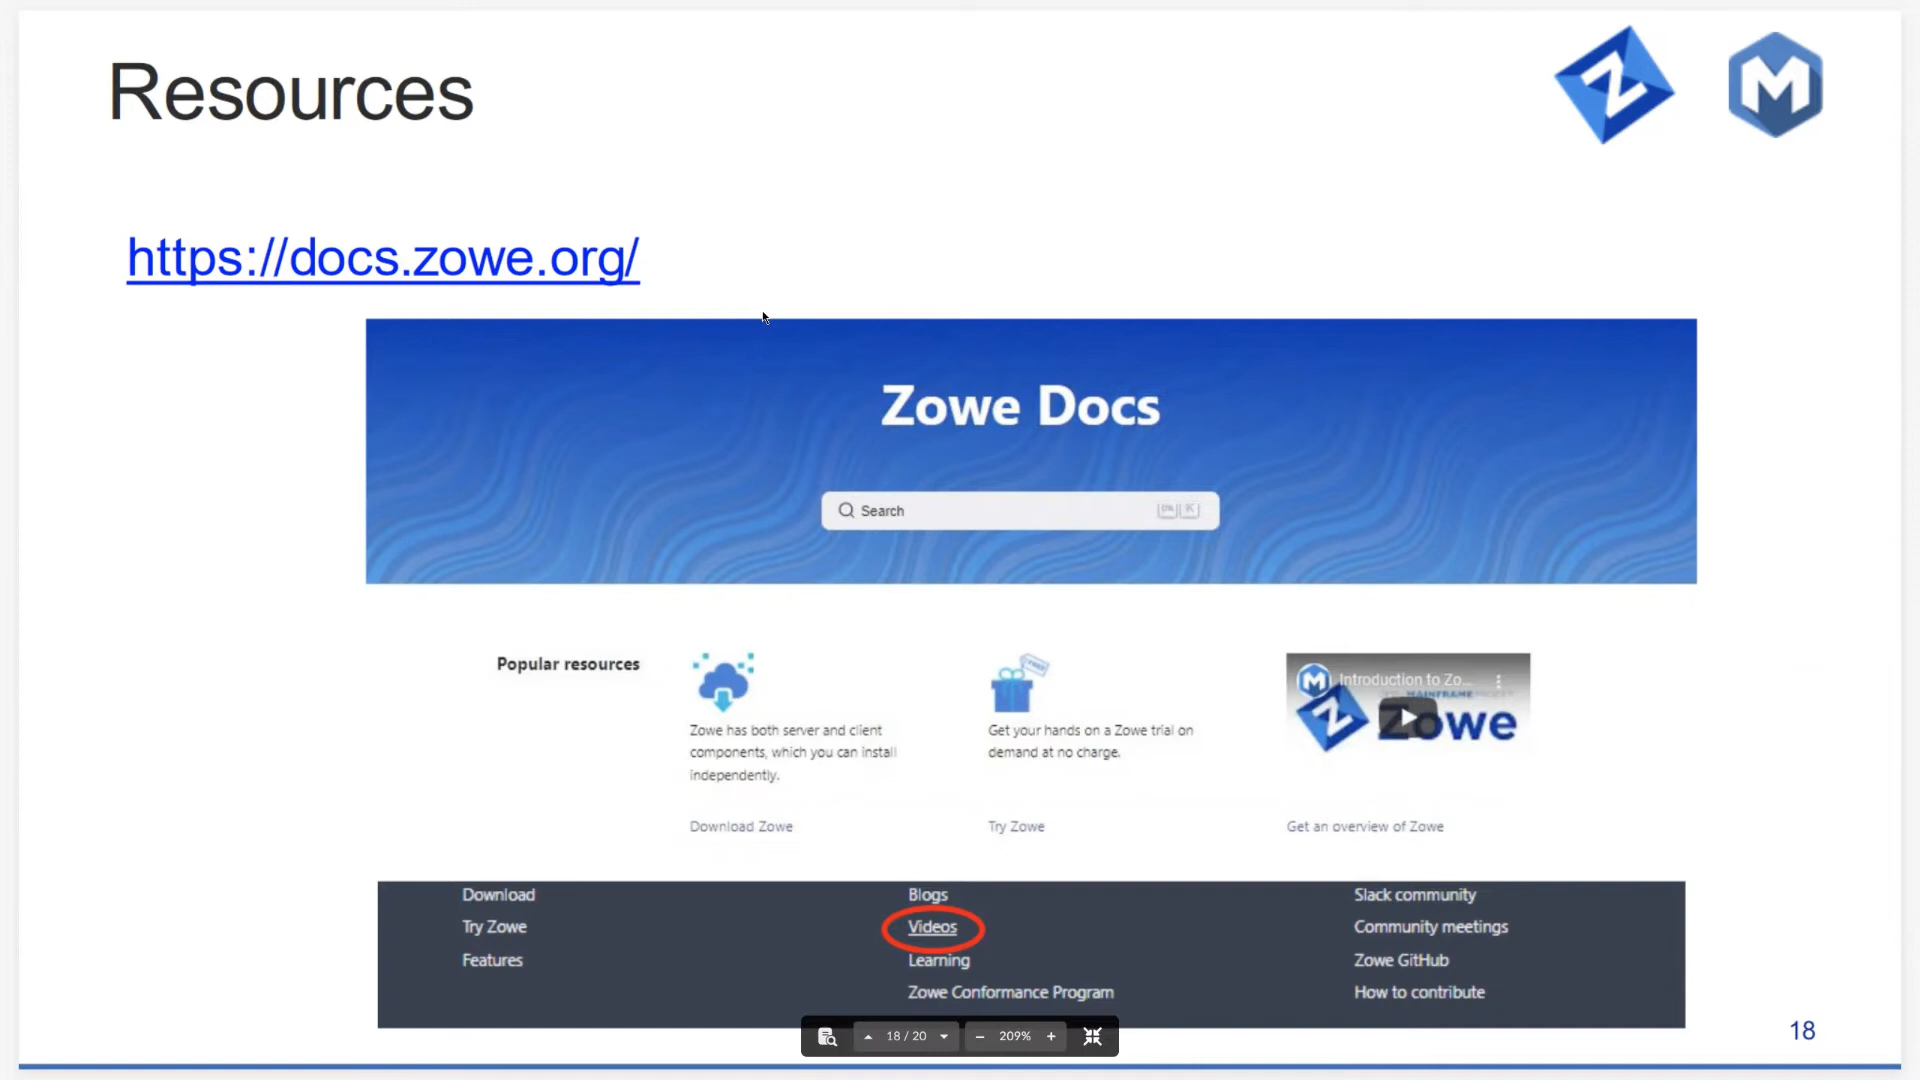 Resources
https://docs.zowe.org/
Zowe Docs
Search
K
Popular resources
Zowe has both server and client
components, which you can install
independently.
Download Zowe
Get your hands on a Zowe trial on
demand at no charge.
Try Zowe
Introduction to Zo...
Zowe
Get an overview of Zowe
Download
Try Zowe
Features
Blogs
Videos
Learning
Zowe Conformance Program
Slack community
Community meetings
Zowe GitHub
How to contribute
18 / 20
209%
18